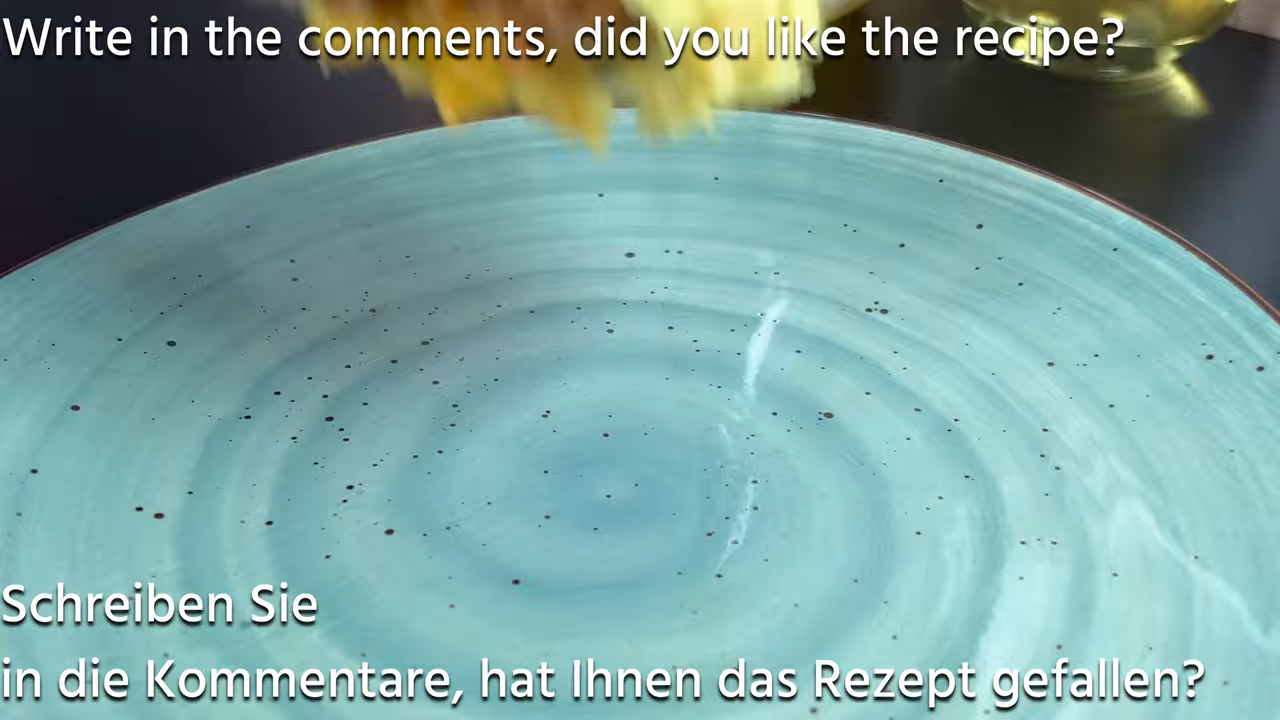 Write in the comments, did you like the recipe?
Schreiben Sie
in die Kommentare, hat Ihnen das Rezept gefallen?